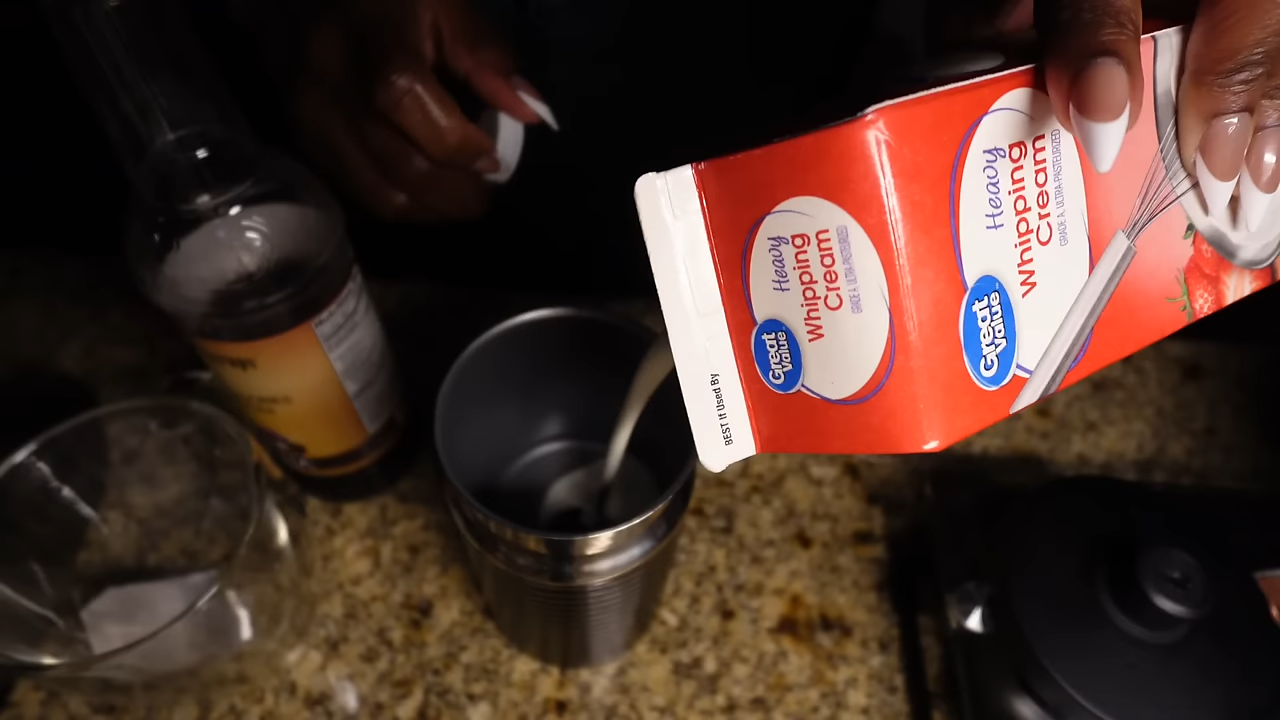 Heavy
Whipping
Cream
GRADE A ULTRA-PASTEURIZED
Great
Value
BEST If Used By
Heavy
Whipping
Cream
GRADE A ULTRA-PASTEURIZED
Great
Value